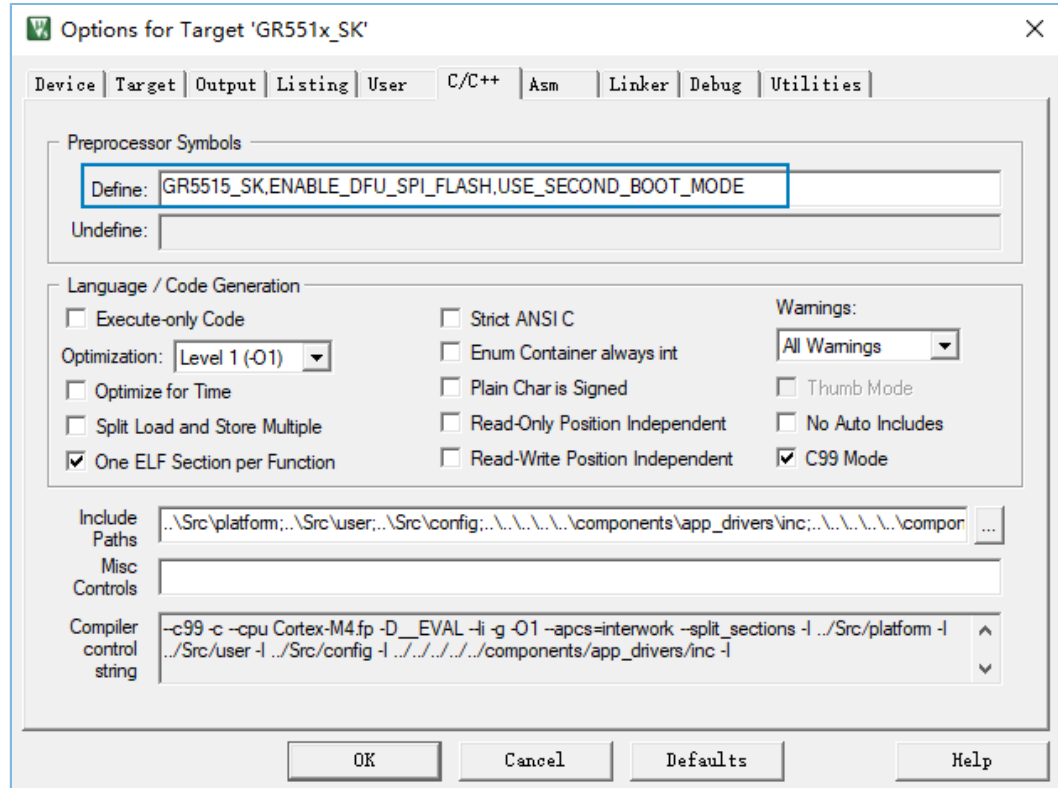 Options for Target 'GR551x_SK'
Device Target Output Listing User C/C++ Asm Linker Debug Utilities
Preprocessor Symbols
Define: GR5515_SK,ENABLE_DFU_SPI_FLASH,USE_SECOND_BOOT_MODE
Undefine:
Language / Code Generation
Execute-only Code
Strict ANSI C
Warnings:
Optimization: Level 1 (-O1)
Enum Container always int
All Warnings
Optimize for Time
Plain Char is Signed
Thumb Mode
Split Load and Store Multiple
Read-Only Position Independent
No Auto Includes
One ELF Section per Function
Read-Write Position Independent
C99 Mode
Include
Paths
..\Src\platform;..\Src\user;..\Src\config;..\..\..\..\..\components\app_drivers\inc;..\..\..\..\..\compon
...
Misc
Controls
Compiler
control
string
--c99 -c --cpu Cortex-M4.fp -D__EVAL --li -g -O1 --apcs=interwork --split_sections -I ../Src/platform -I
../Src/user -I ../Src/config -I ../../../../../components/app_drivers/inc -I
OK Cancel Defaults Help